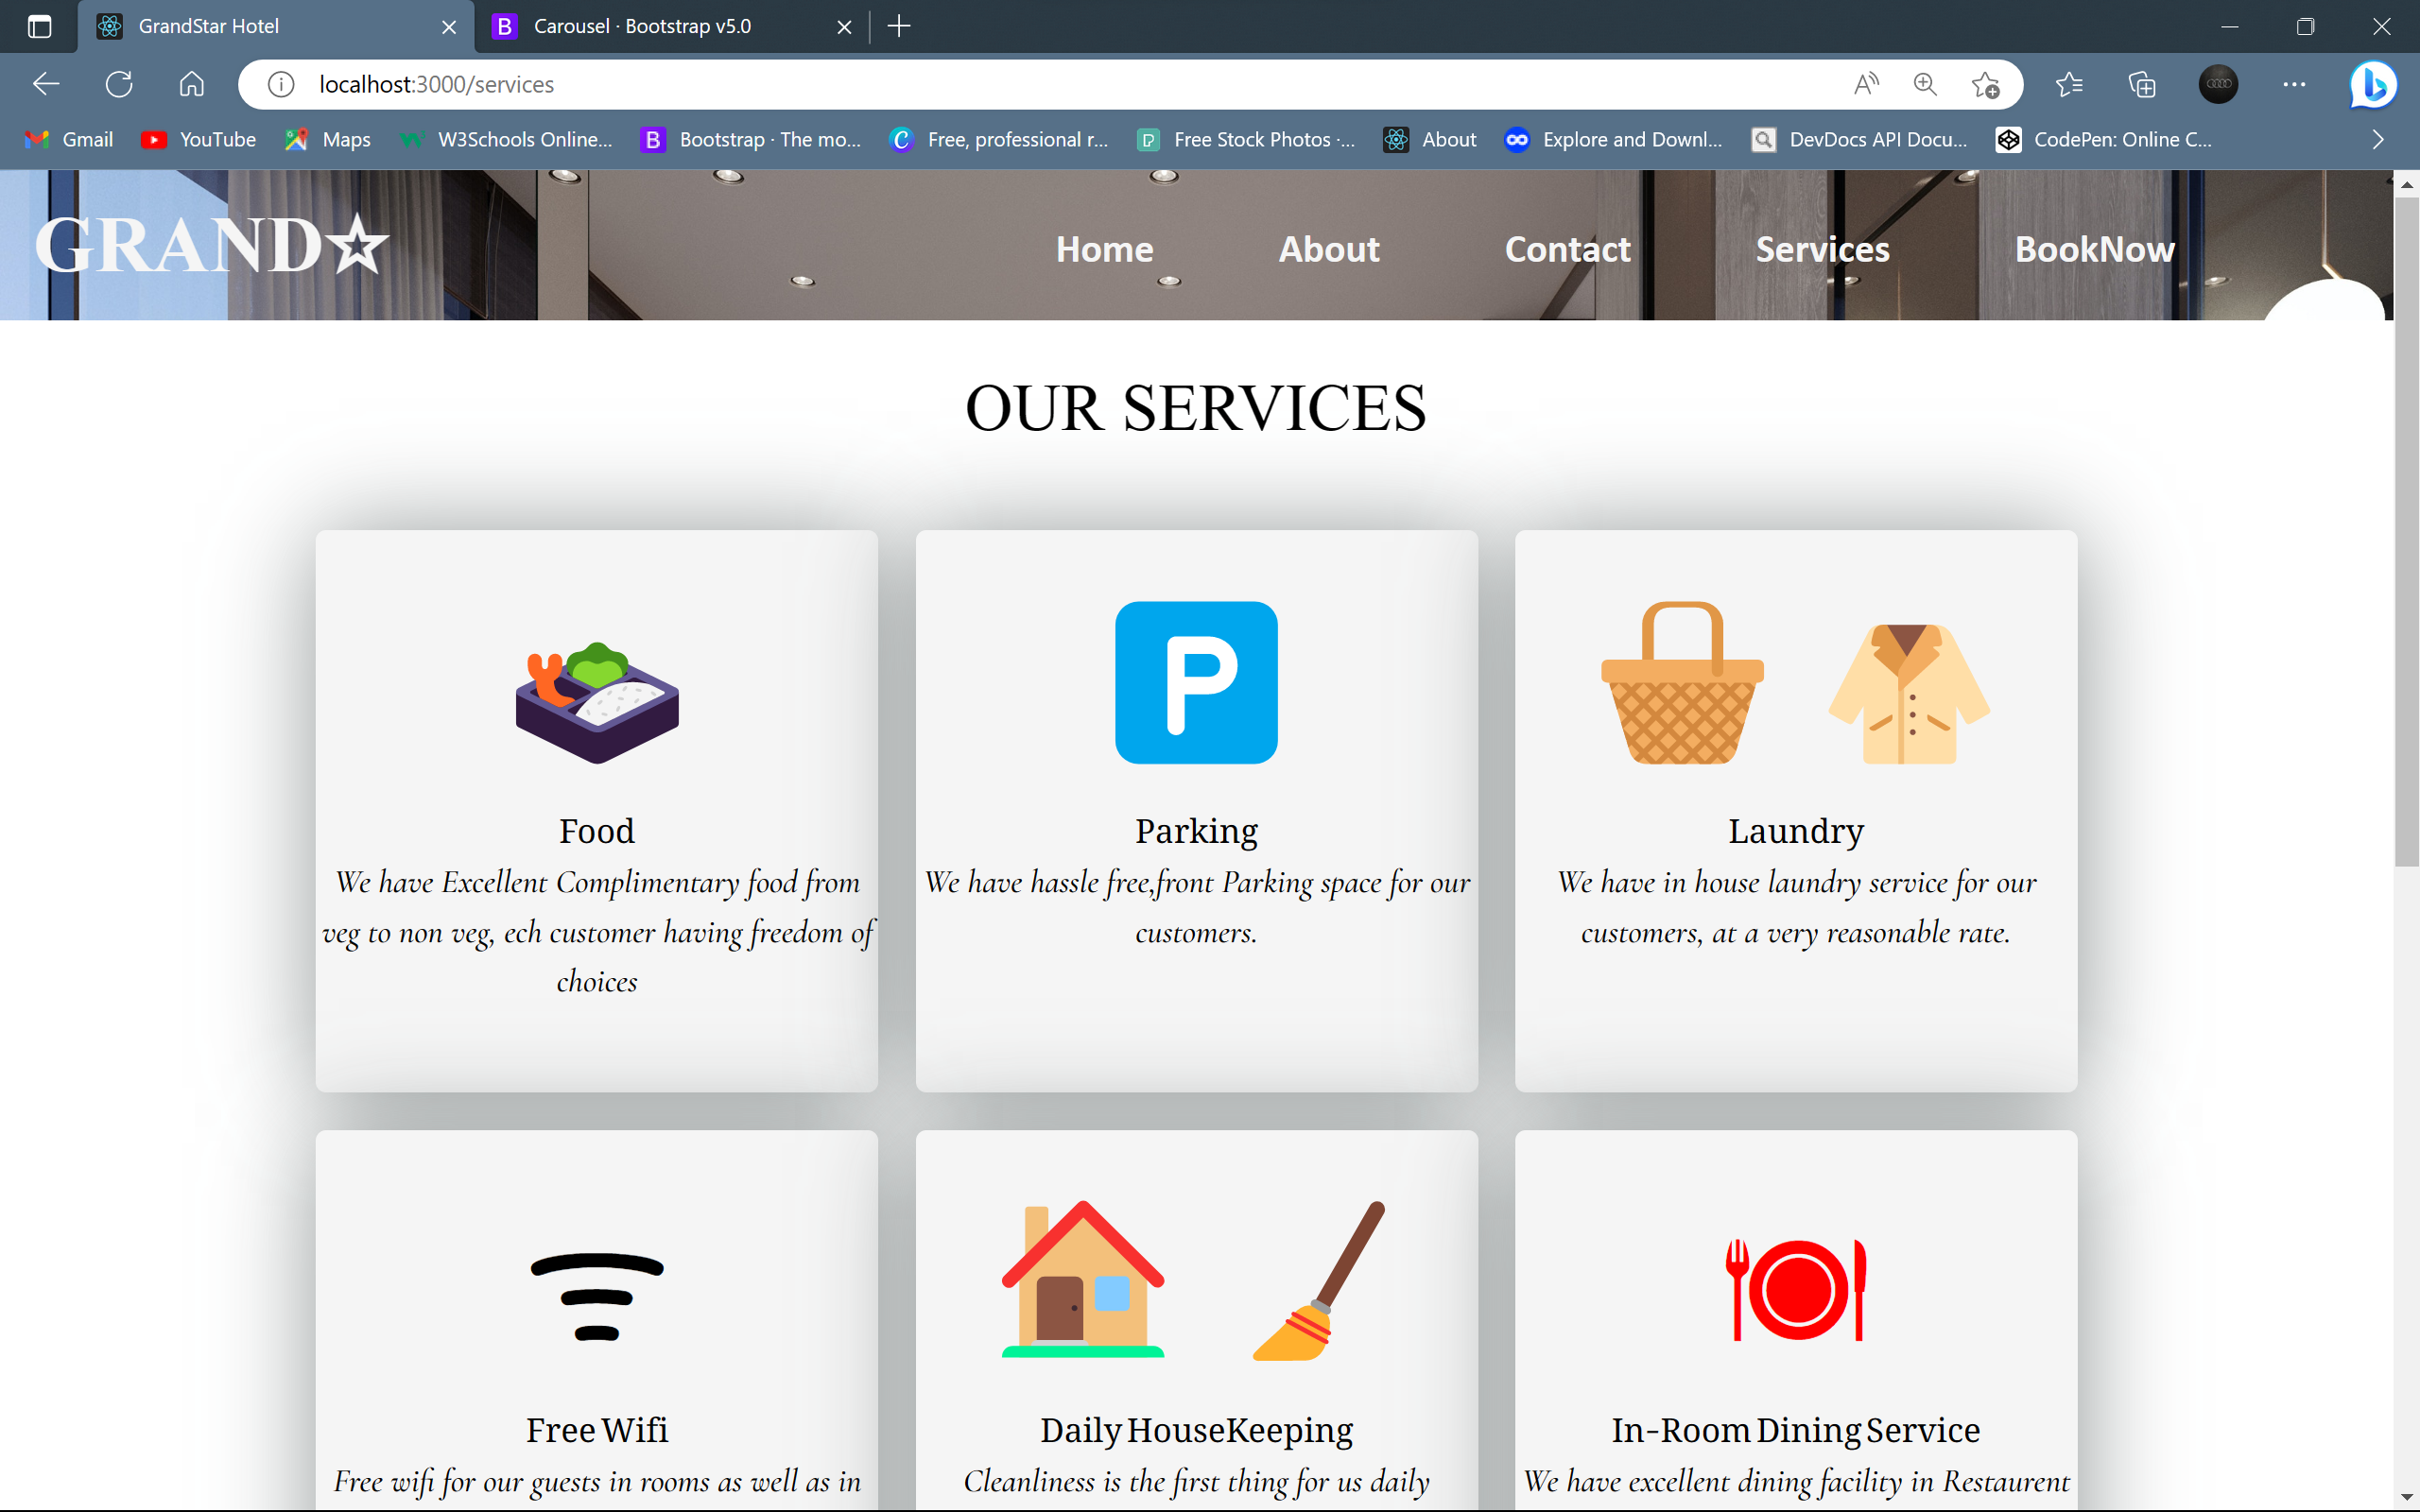 GrandStar Hotel
B Carousel · Bootstrap v5.0
localhost:3000/services
Gmail YouTube Maps W3Schools Online... B Bootstrap · The mo... C Free, professional r... P Free Stock Photos ·... About Explore and Downl... DevDocs API Docu... CodePen: Online C...
GRAND☆ Home About Contact Services BookNow
OUR SERVICES
P
Food
We have Excellent Complimentary food from
veg to non veg, ech customer having freedom of
choices
Parking
We have hassle free,front Parking space for our
customers.
Laundry
We have in house laundry service for our
customers, at a very reasonable rate.
Free Wifi
Free wifi for our guests in rooms as well as in
Daily HouseKeeping
Cleanliness is the first thing for us daily
In-Room Dining Service
We have excellent dining facility in Restaurent